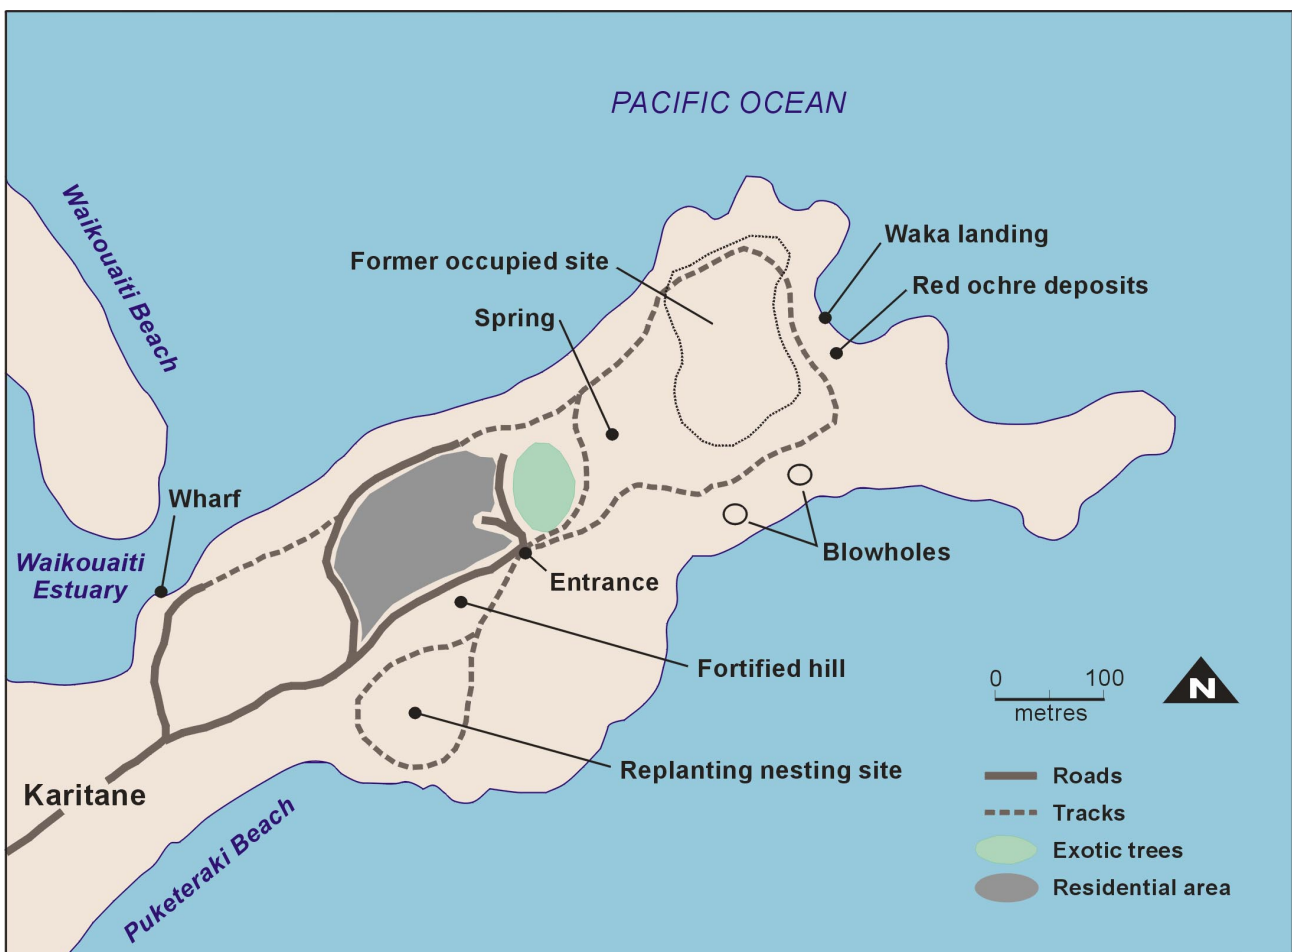 PACIFIC OCEAN
Waikouaiti Beach
Waka landing
Former occupied site
Red ochre deposits
Spring
Wharf
Waikouaiti
Estuary
Blowholes
Entrance
Fortified hill
0 100
metres
N
Replanting nesting site
Karitane
Puketeraki Beach
Roads
Tracks
Exotic trees
Residential area